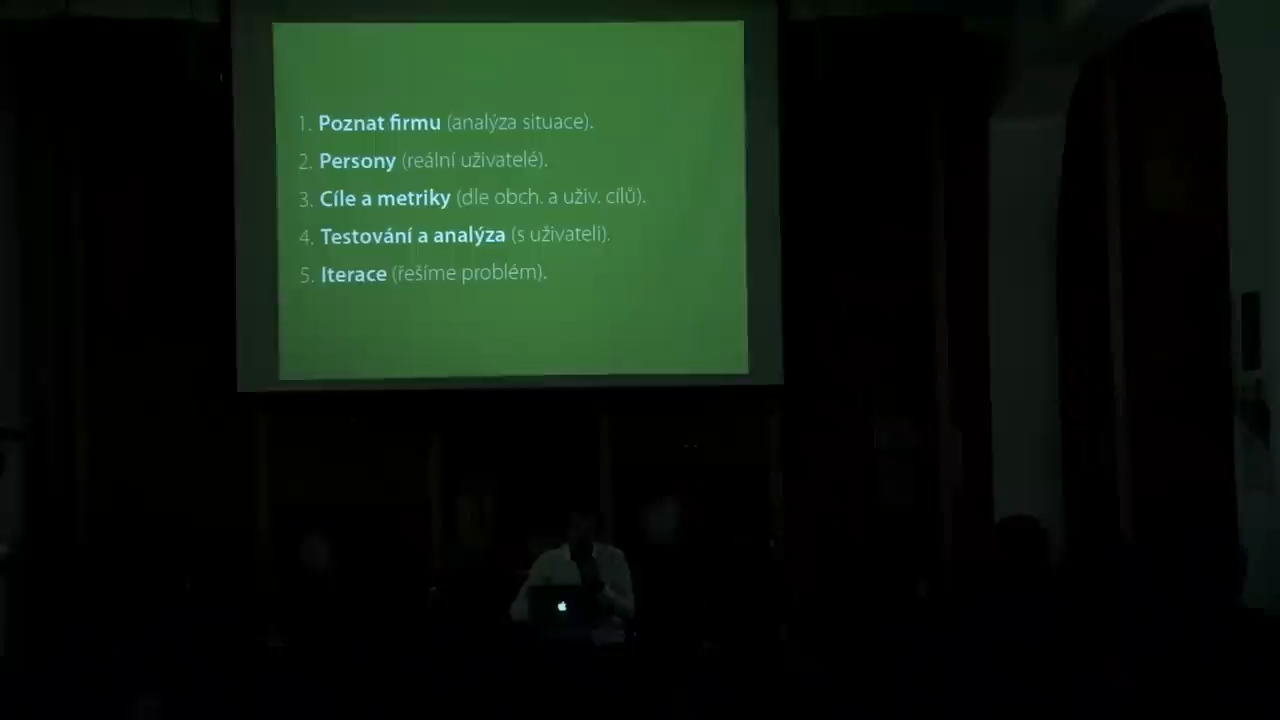 1. Poznat firmu (analýza situace).
2. Persony (reální uživatelé).
3. Cíle a metriky (dle obch. a uživ. cílů).
4. Testování a analýza (s uživateli).
5. Iterace (řešíme problém).